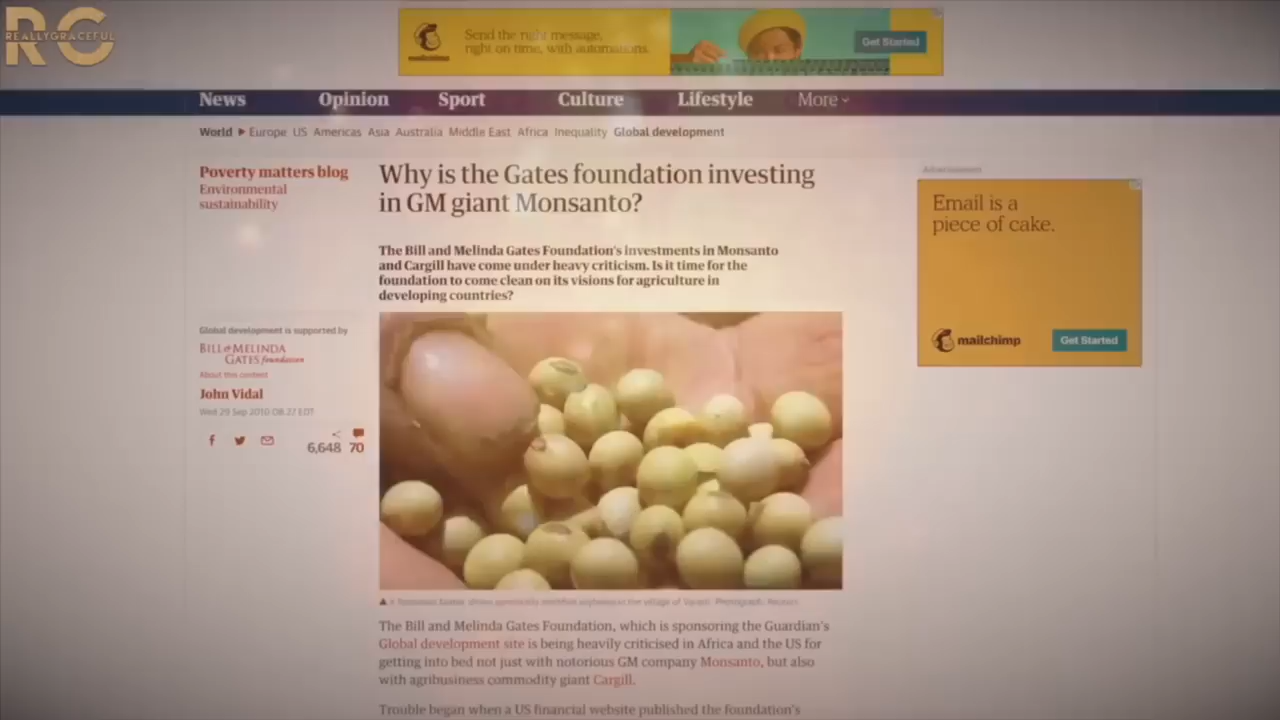 RC
REALLYGRACEFUL
mailchimp
Send the right message,
right on time, with automations.
Get Started
News Opinion Sport Culture Lifestyle More
World Europe US Americas Asia Australia Middle East Africa Inequality Global development
Poverty matters blog
Environmental
sustainability
Why is the Gates foundation investing
in GM giant Monsanto?
The Bill and Melinda Gates Foundation's investments in Monsanto
and Cargill have come under heavy criticism. Is it time for the
foundation to come clean on its visions for agriculture in
developing countries?
Advertisement
Email is a
piece of cake.
mailchimp
Get Started
Global development is supported by
BILL & MELINDA
GATES foundation
About this content
John Vidal
Wed 29 Sep 2010 08.27 EDT
6,648 70
Photograph: Reuters
The Bill and Melinda Gates Foundation, which is sponsoring the Guardian's
Global development site is being heavily criticised in Africa and the US for
getting into bed not just with notorious GM company Monsanto, but also
with agribusiness commodity giant Cargill.
Trouble began when a US financial website published the foundation's